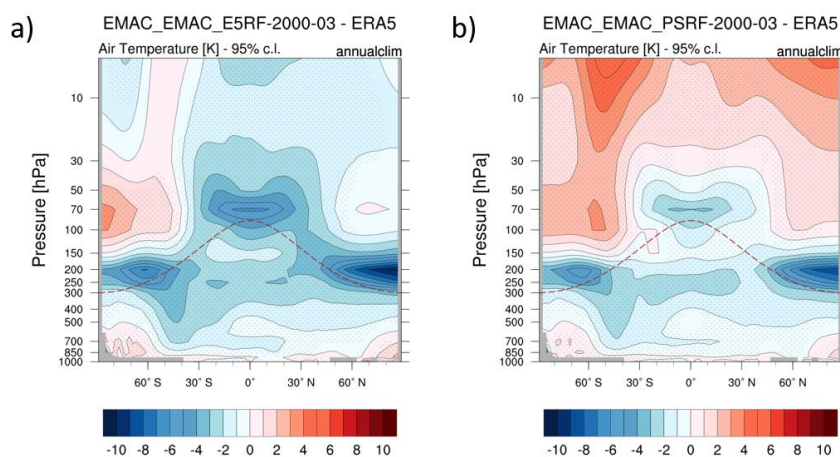 a) EMAC_EMAC_E5RF-2000-03 - ERA5
Air Temperature [K] - 95% c.l. annualclim
Pressure [hPa]
10
30
50
70
100
150
200
300
400
500
700
850
1000
60° S 30° S 0° 30° N 60° N
-10 -8 -6 -4 -2 0 2 4 6 8 10
b) EMAC_EMAC_PSRF-2000-03 - ERA5
Air Temperature [K] - 95% c.l. annualclim
Pressure [hPa]
10
30
50
70
100
150
200
300
400
500
700
850
1000
60° S 30° S 0° 30° N 60° N
-10 -8 -6 -4 -2 0 2 4 6 8 10